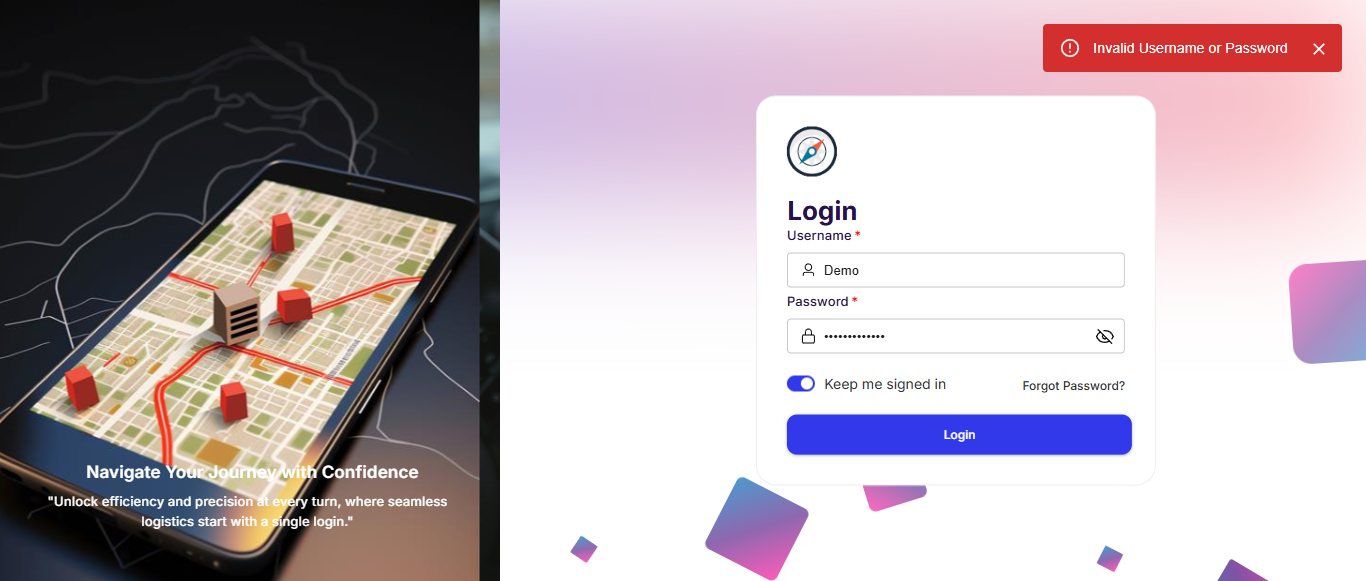 Navigate Your Journey with Confidence
"Unlock efficiency and precision at every turn, where seamless
logistics start with a single login."
Invalid Username or Password
Login
Username *
Demo
Password *
•••••••••••••
Keep me signed in
Forgot Password?
Login